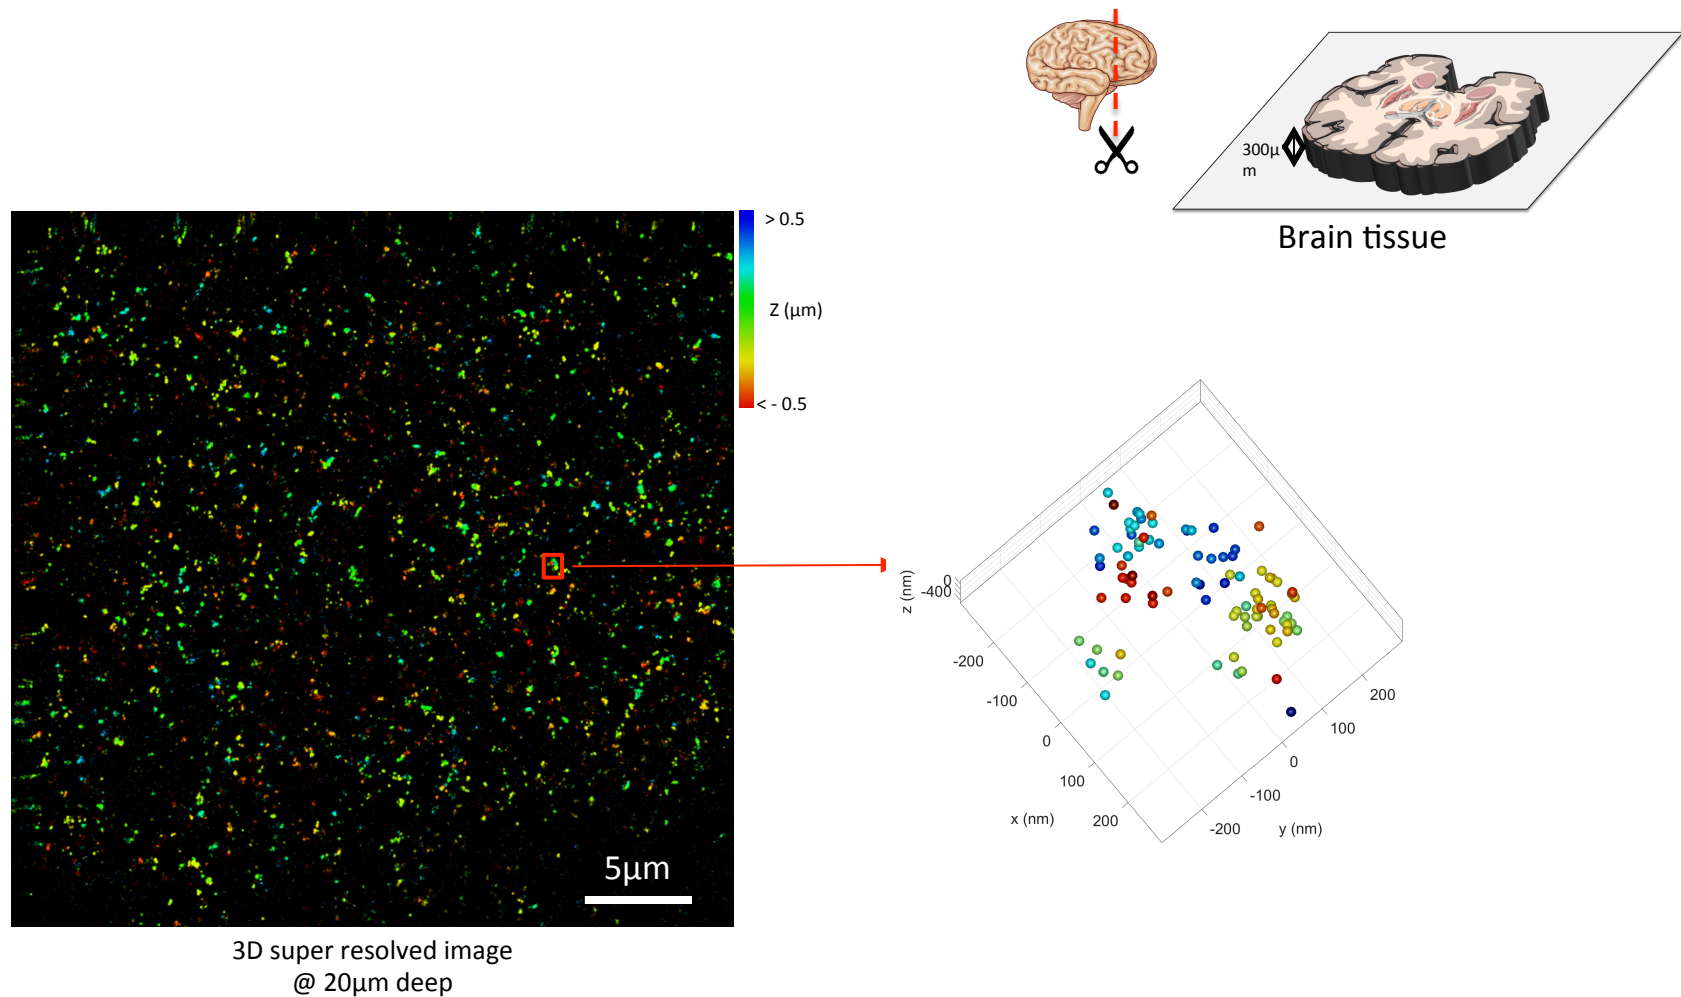 300µ
m
Brain tissue
> 0.5
Z (µm)
< - 0.5
5µm
3D super resolved image
@ 20µm deep
z (nm)
0
-400
-200
-100
0
100
200
x (nm)
200
100
0
-100
-200
y (nm)